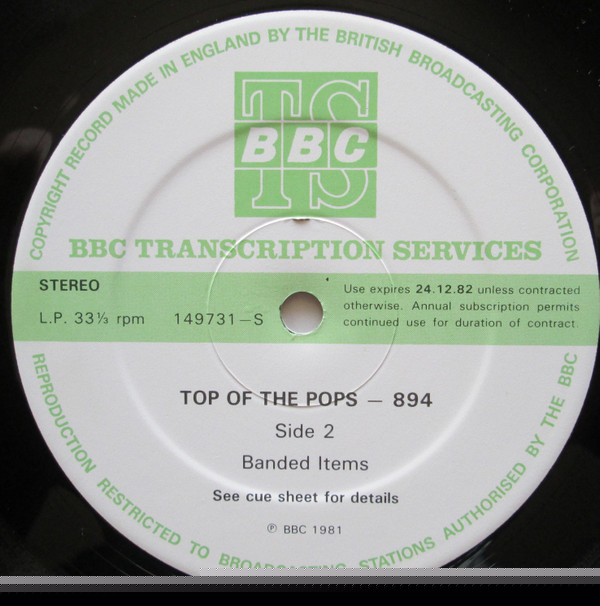 COPYRIGHT RECORD MADE IN ENGLAND BY THE BRITISH BROADCASTING CORPORATION
TS
BBC
BBC TRANSCRIPTION SERVICES
STEREO
L.P. 33⅓ rpm 149731–S
Use expires 24.12.82 unless contracted
otherwise. Annual subscription permits
continued use for duration of contract.
TOP OF THE POPS – 894
Side 2
Banded Items
See cue sheet for details
℗ BBC 1981
REPRODUCTION RESTRICTED TO BROADCASTING STATIONS AUTHORISED BY THE BBC